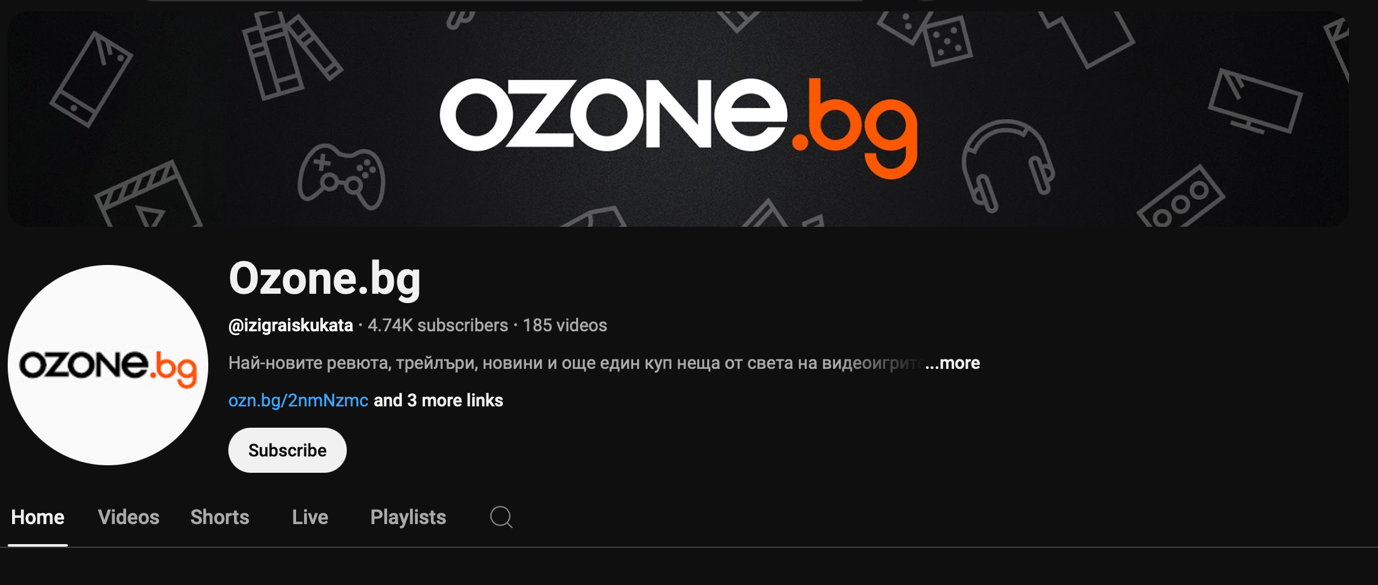 OZONE.bg
Ozone.bg
OZONE.bg
@izigraiskukata · 4.74K subscribers · 185 videos
Най-новите ревюта, трейлъри, новини и още един куп неща от света на видеоигрите ...more
ozn.bg/2nmNzmc and 3 more links
Subscribe
Home Videos Shorts Live Playlists